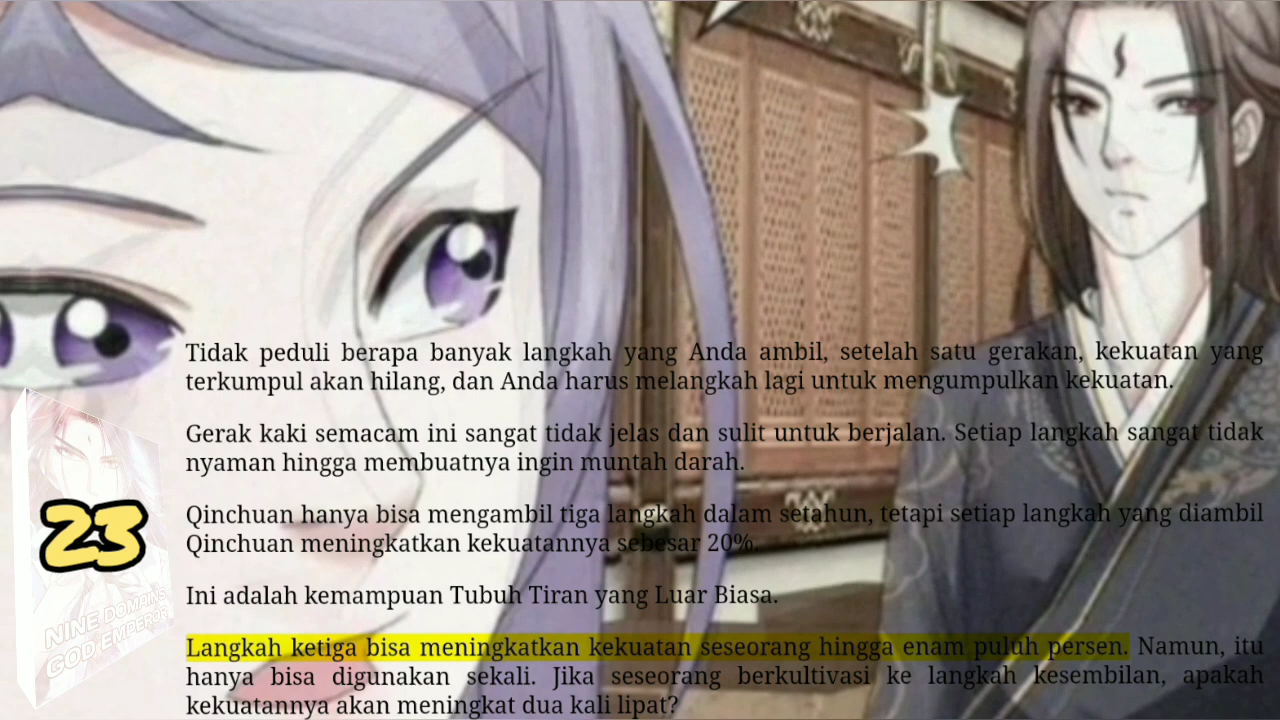 Tidak peduli berapa banyak langkah yang Anda ambil, setelah satu gerakan, kekuatan yang
terkumpul akan hilang, dan Anda harus melangkah lagi untuk mengumpulkan kekuatan.
Gerak kaki semacam ini sangat tidak jelas dan sulit untuk berjalan. Setiap langkah sangat tidak
nyaman hingga membuatnya ingin muntah darah.
Qinchuan hanya bisa mengambil tiga langkah dalam setahun, tetapi setiap langkah yang diambil
Qinchuan meningkatkan kekuatannya sebesar 20%.
Ini adalah kemampuan Tubuh Tiran yang Luar Biasa.
Langkah ketiga bisa meningkatkan kekuatan seseorang hingga enam puluh persen. Namun, itu
hanya bisa digunakan sekali. Jika seseorang berkultivasi ke langkah kesembilan, apakah
kekuatannya akan meningkat dua kali lipat?
23
NINE DOMAINS
GOD EMPEROR